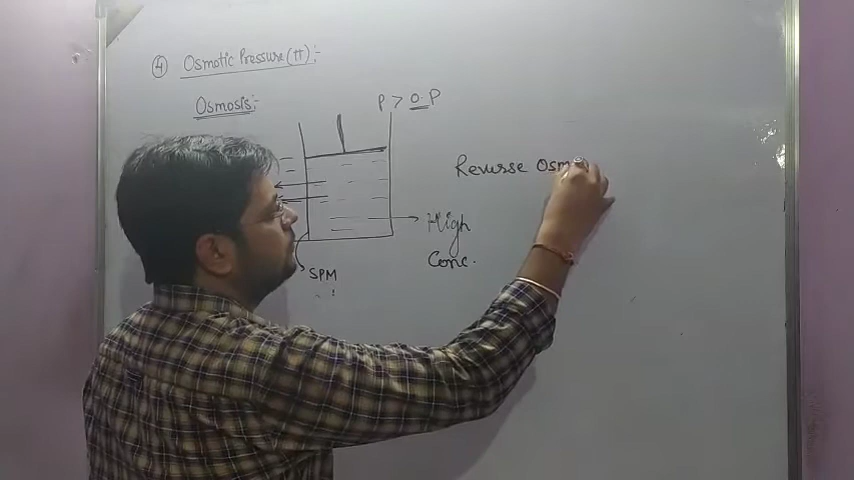 ④ Osmotic Pressure (π):-
Osmosis:-
P > O.P
Reverse Osm
High
Conc.
SPM